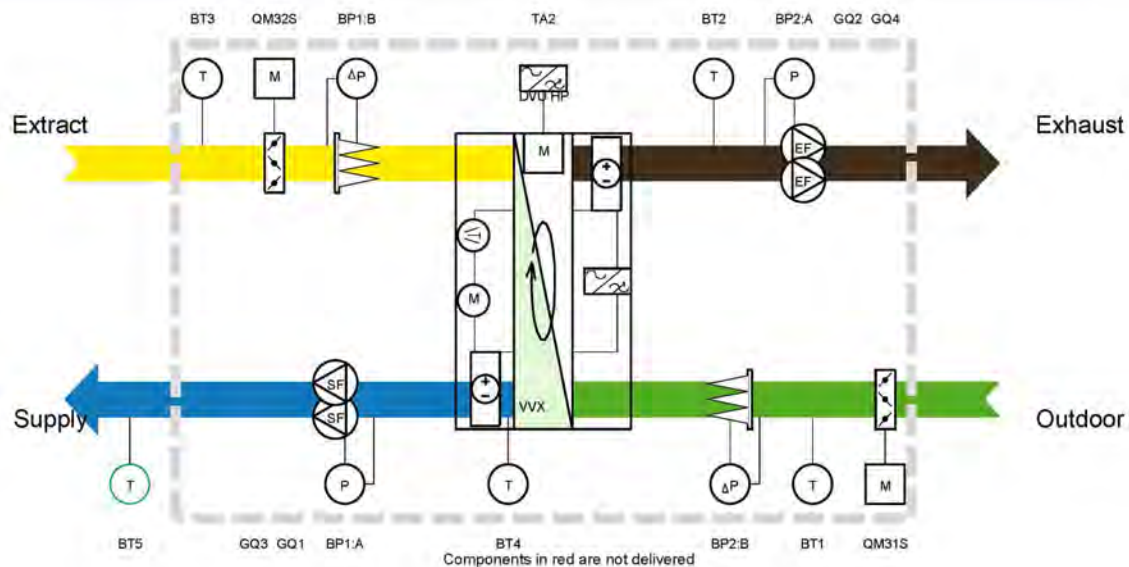 BT3 QM32S BP1:B TA2 BT2 BP2:A GQ2 GQ4
T M ΔP T P
DVU HP
Extract Exhaust
M EF
EF
M
SF
SF VVX
Supply Outdoor
T P T ΔP T M
BT5 GQ3 GQ1 BP1:A BT4 BP2:B BT1 QM31S
Components in red are not delivered